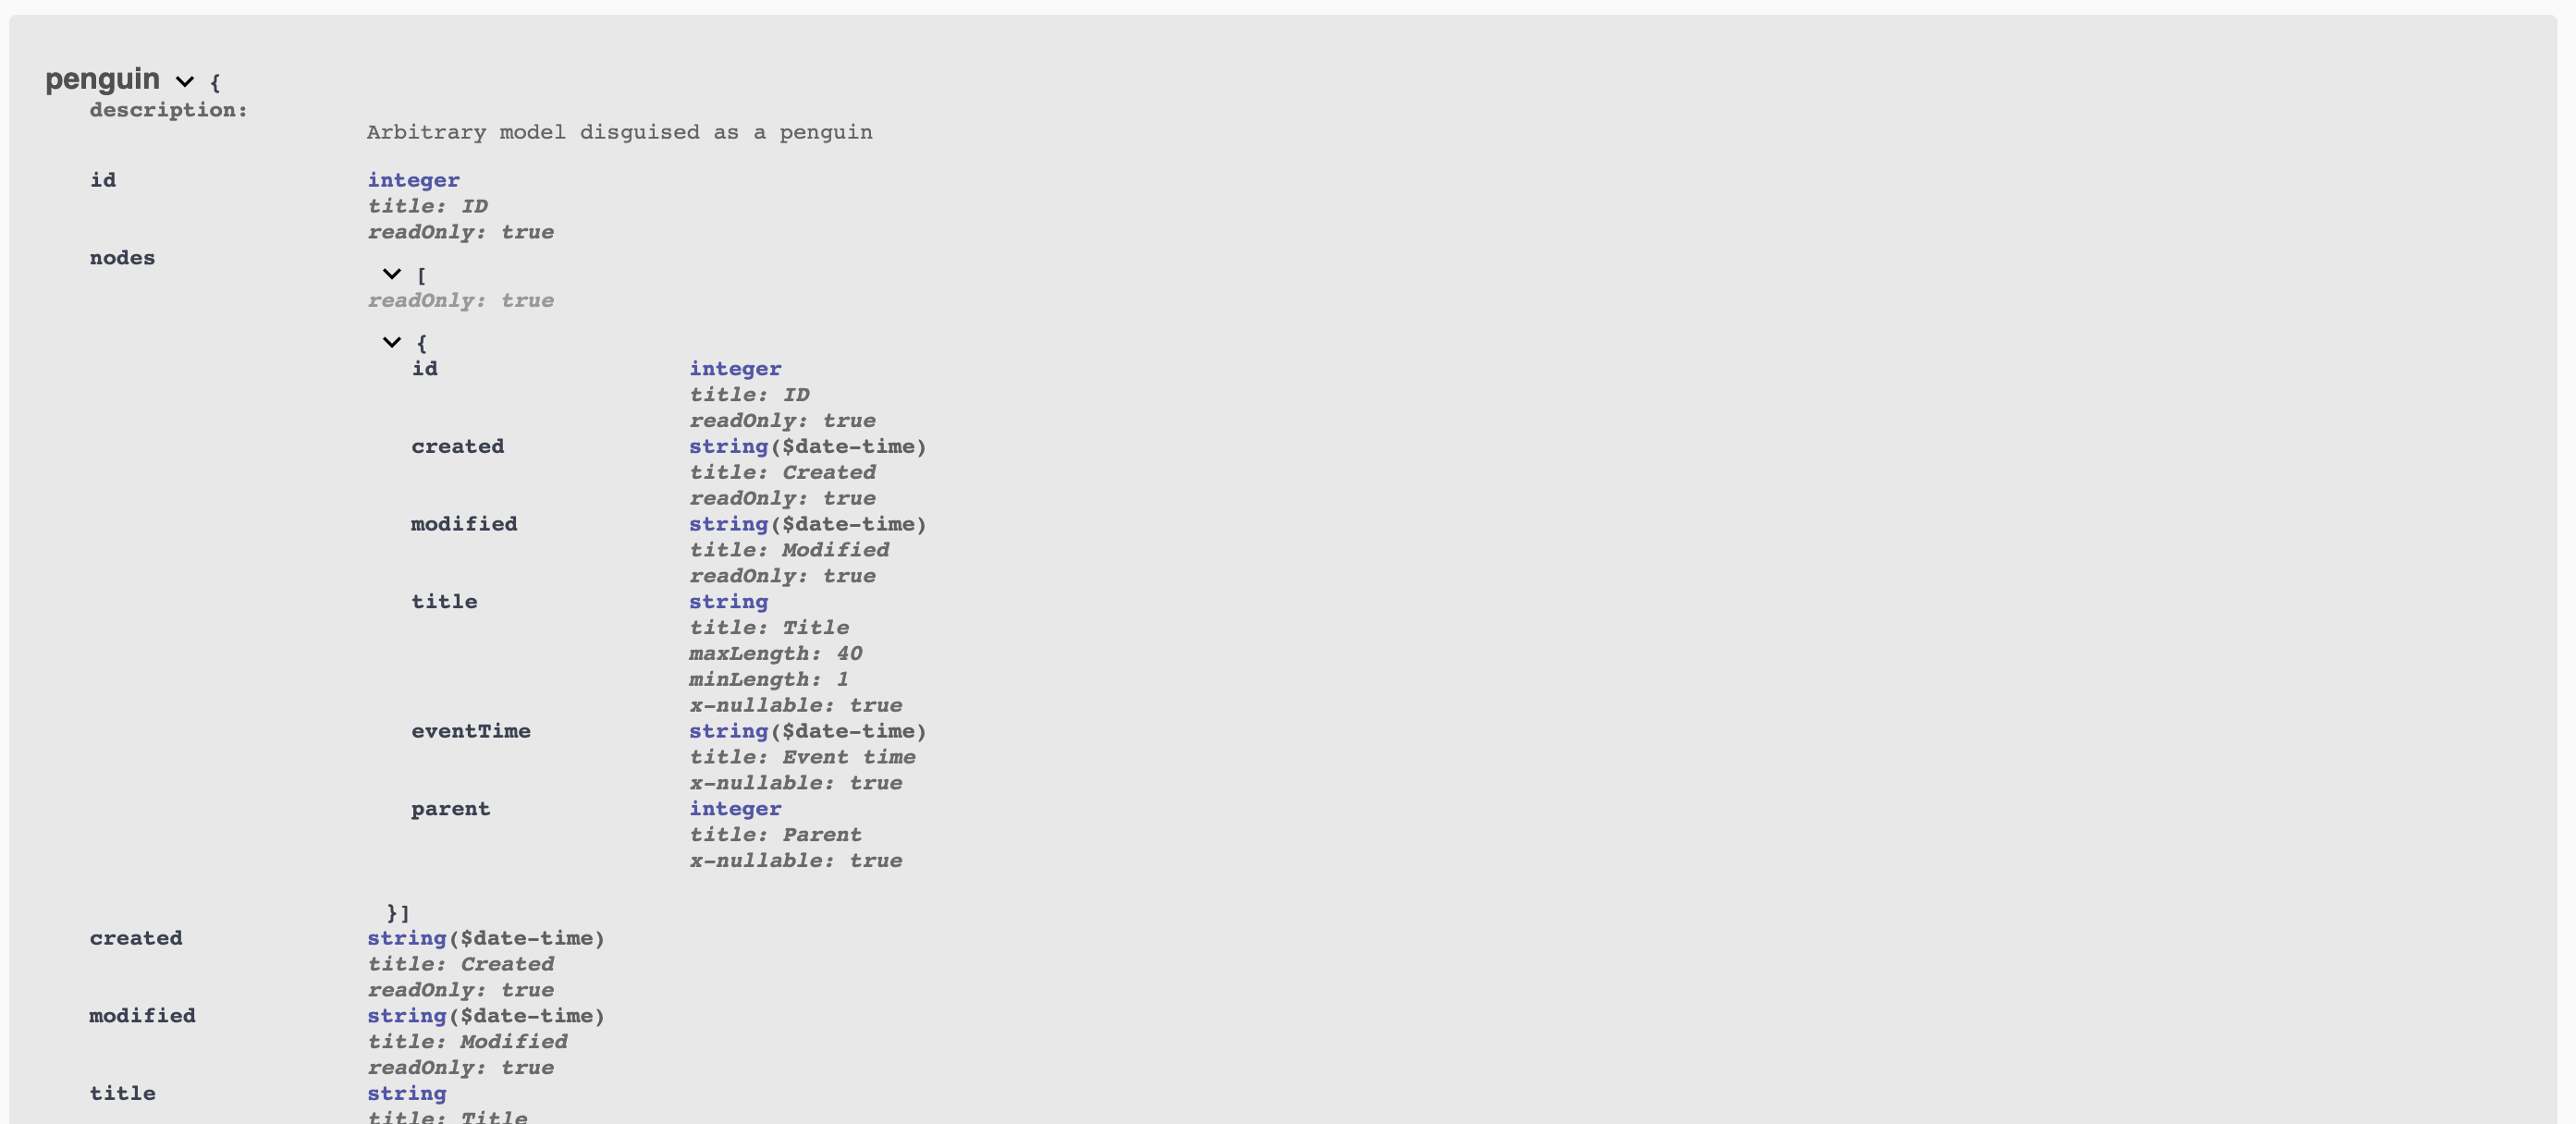 penguin {
description:
Arbitrary model disguised as a penguin
id integer
title: ID
readOnly: true
nodes
[
readOnly: true
{
id integer
title: ID
readOnly: true
created string($date-time)
title: Created
readOnly: true
modified string($date-time)
title: Modified
readOnly: true
title string
title: Title
maxLength: 40
minLength: 1
x-nullable: true
eventTime string($date-time)
title: Event time
x-nullable: true
parent integer
title: Parent
x-nullable: true
}]
created string($date-time)
title: Created
readOnly: true
modified string($date-time)
title: Modified
readOnly: true
title string
title: Title